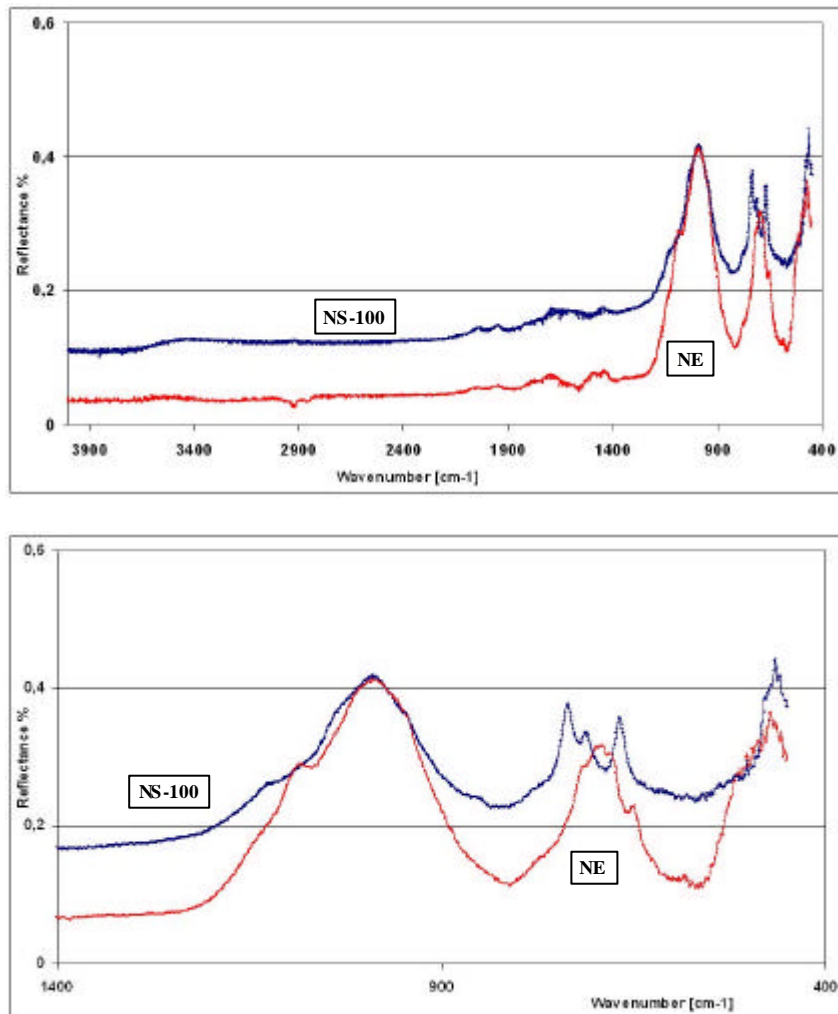 0,6
0,4
0,2
0
Reflectance %
NS-100
NE
3900 3400 2900 2400 1900 1400 900 400
Wavenumber [cm-1]
0,6
0,4
0,2
0
Reflectance %
NS-100
NE
1400 900 400
Wavenumber [cm-1]